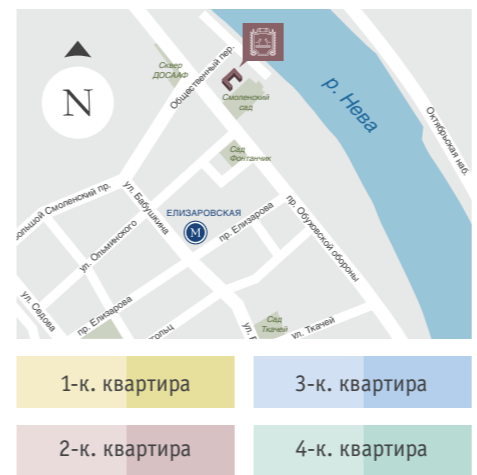 Общественный пер.
Сквер
ДОСААФ
Смоленский
сад
р. Нева
Октябрьская наб.
N
Сад
Фонтанчик
Большой Смоленский пр.
ул. Бабушкина
ЕЛИЗАРОВСКАЯ
М
пр. Елизарова
пр. Обуховской обороны
ул. Ольминского
ул. Седова
пр. Елизарова
Сад
Ткачей
ул. Ткачей
1-к. квартира
3-к. квартира
2-к. квартира
4-к. квартира